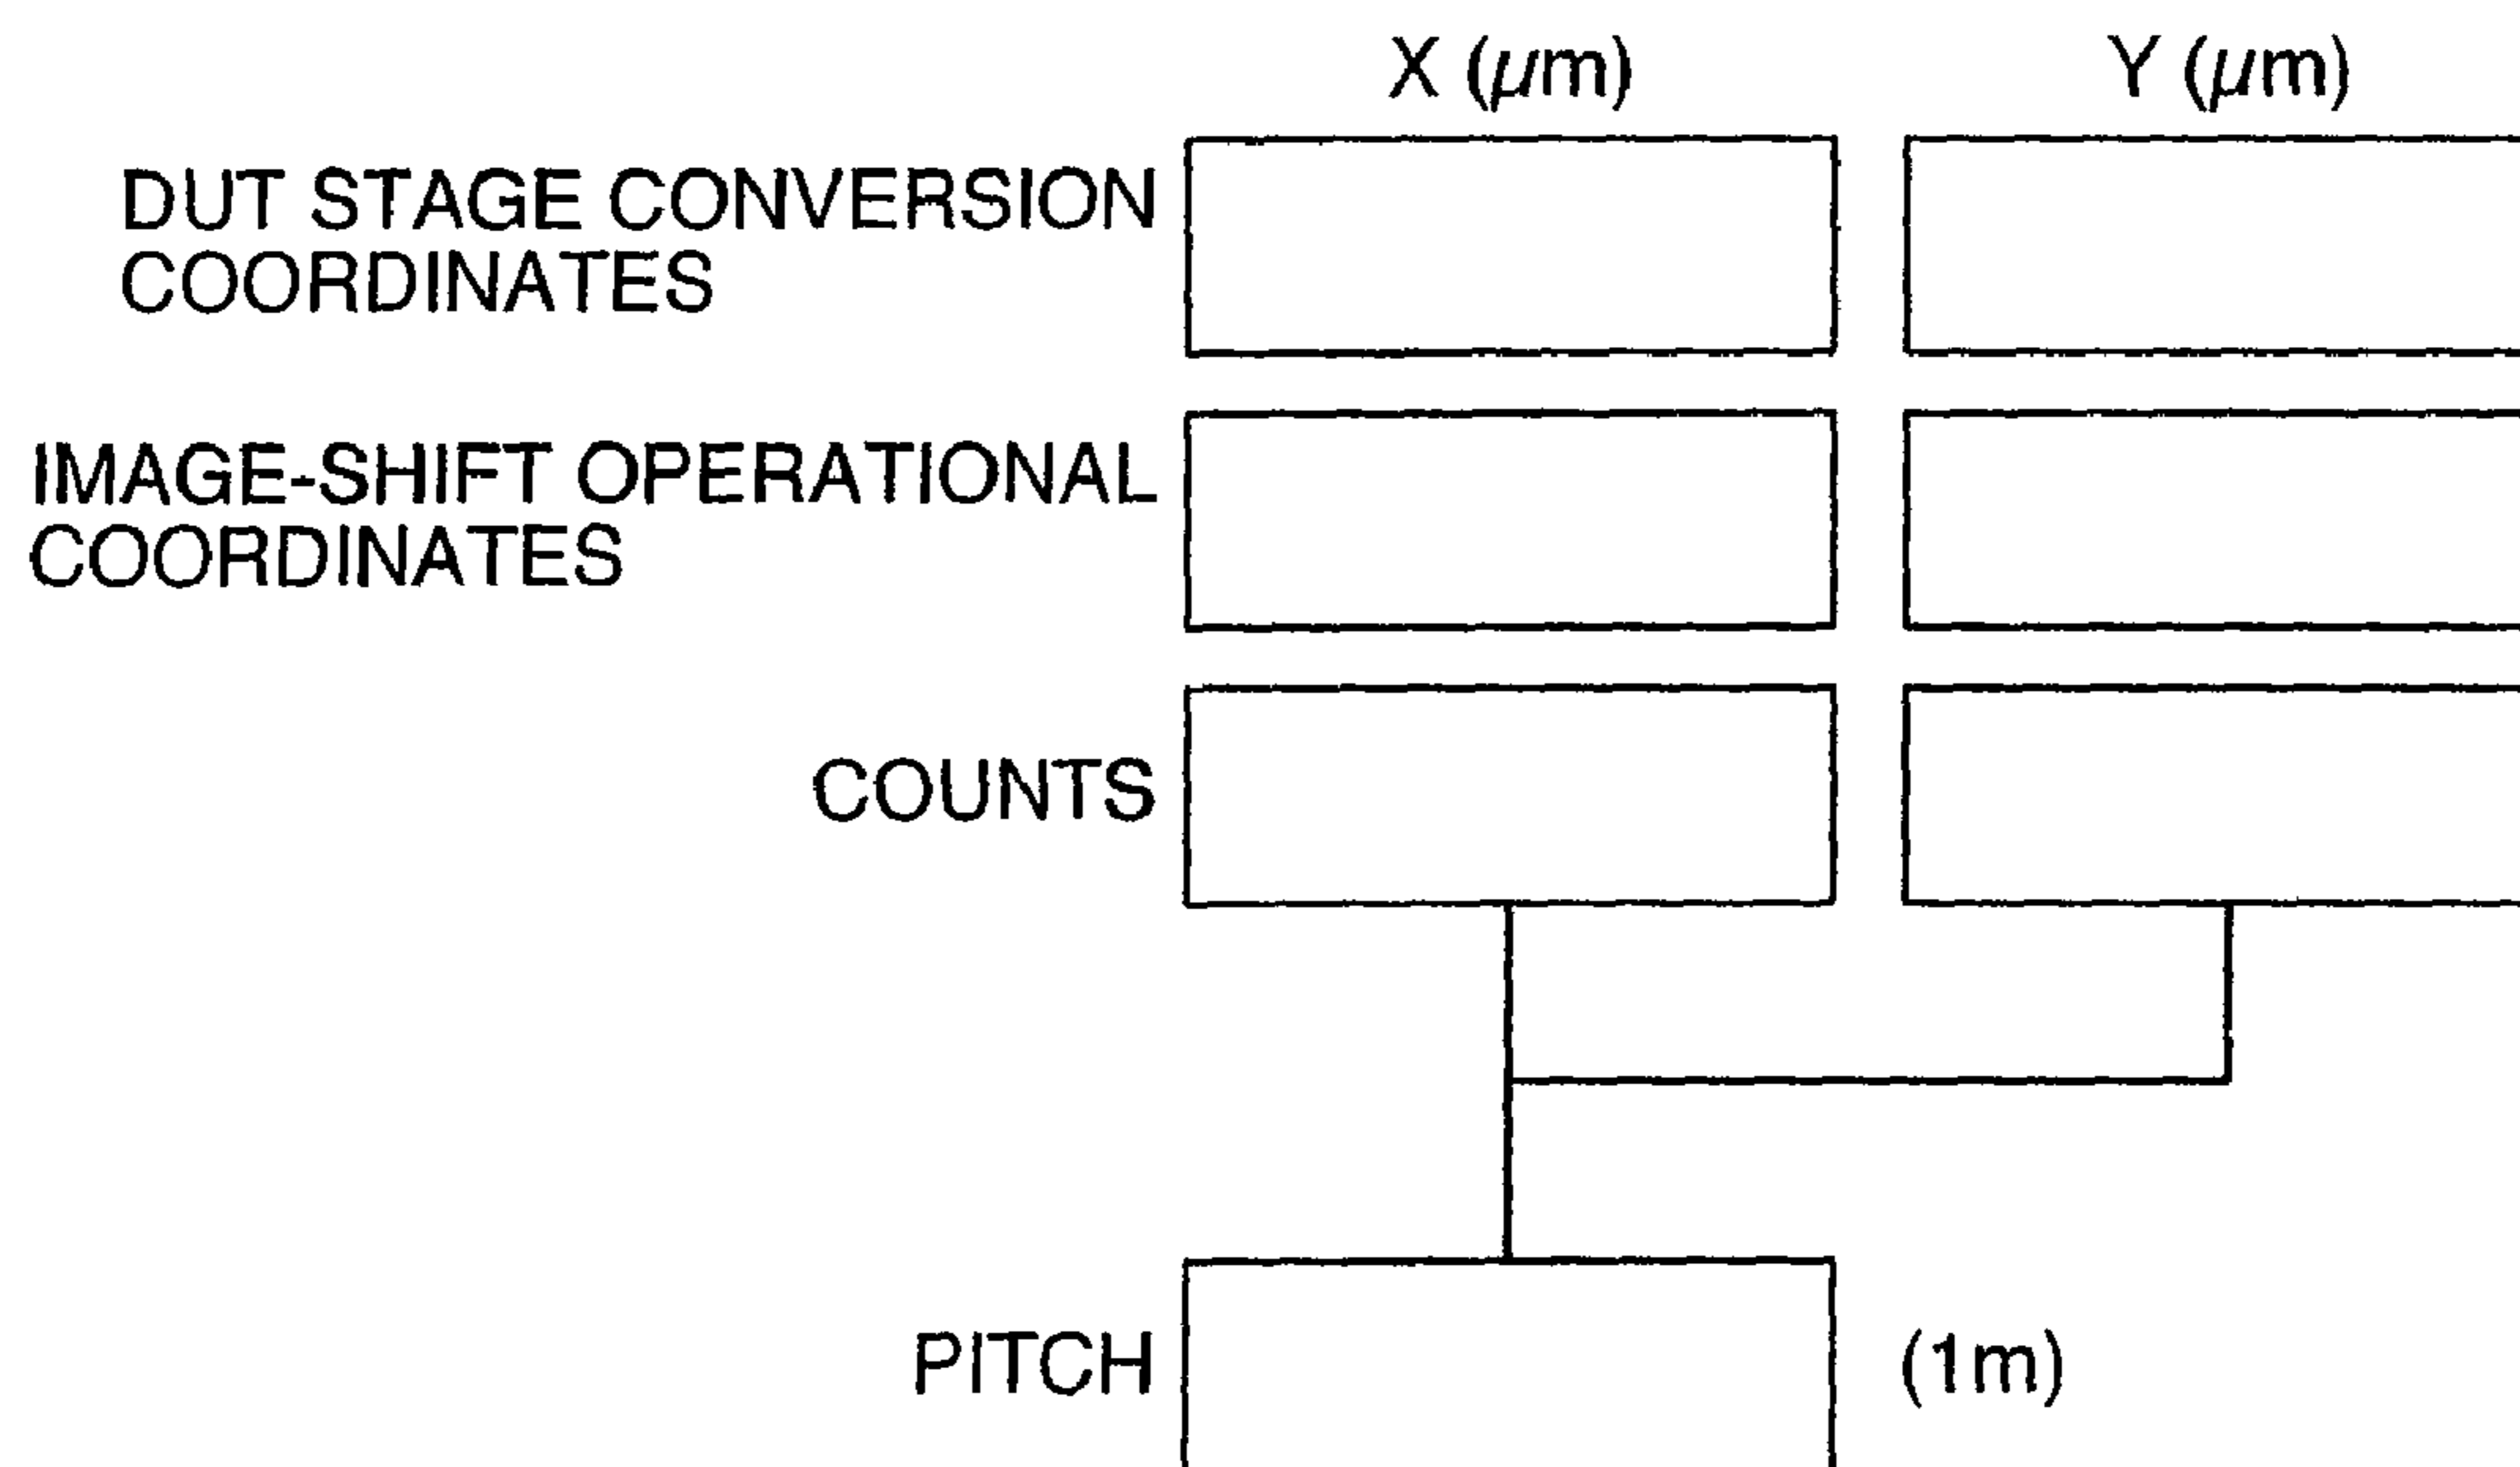 X (μm) Y (μm)
DUT STAGE CONVERSION
COORDINATES
IMAGE-SHIFT OPERATIONAL
COORDINATES
COUNTS
PITCH (1m)